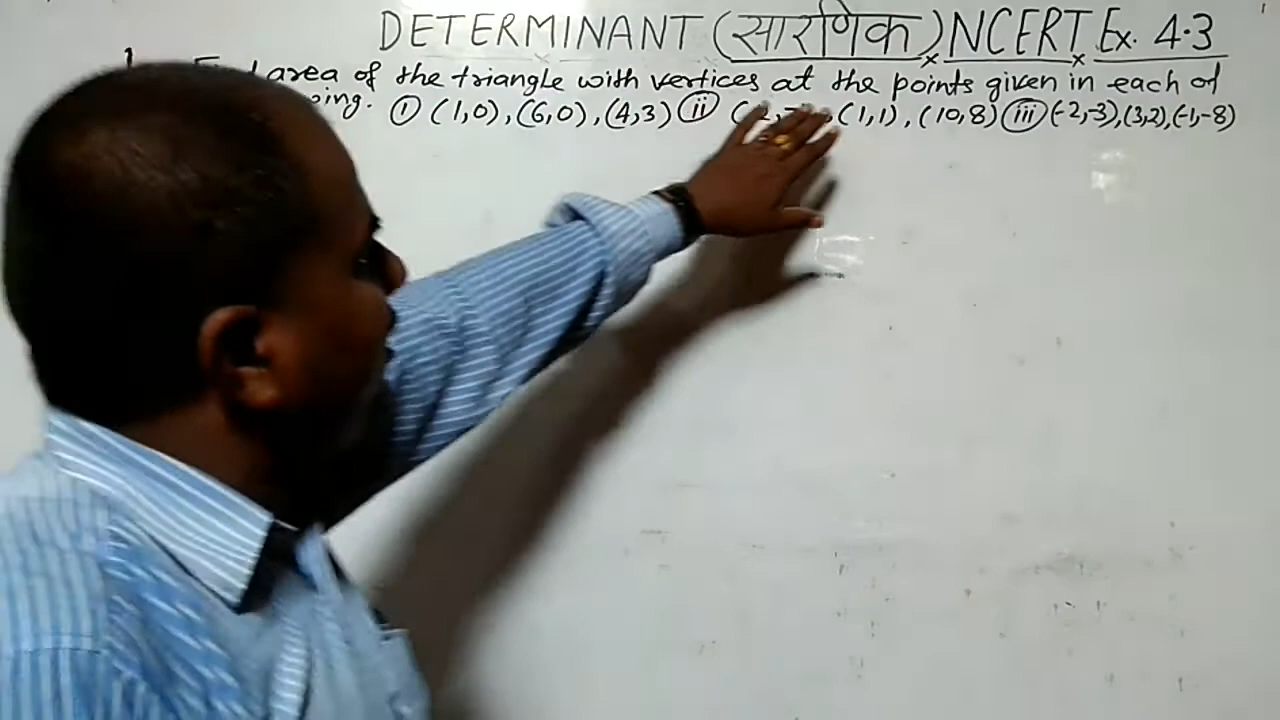 DETERMINANT (सारणिक) NCERT Ex. 4.3
1. area of the triangle with vertices at the points given in each of
oing. (i) (1,0), (6,0), (4,3) (ii) (1,1), (10,8) (iii) (-2,-3), (3,2), (-1,-8)